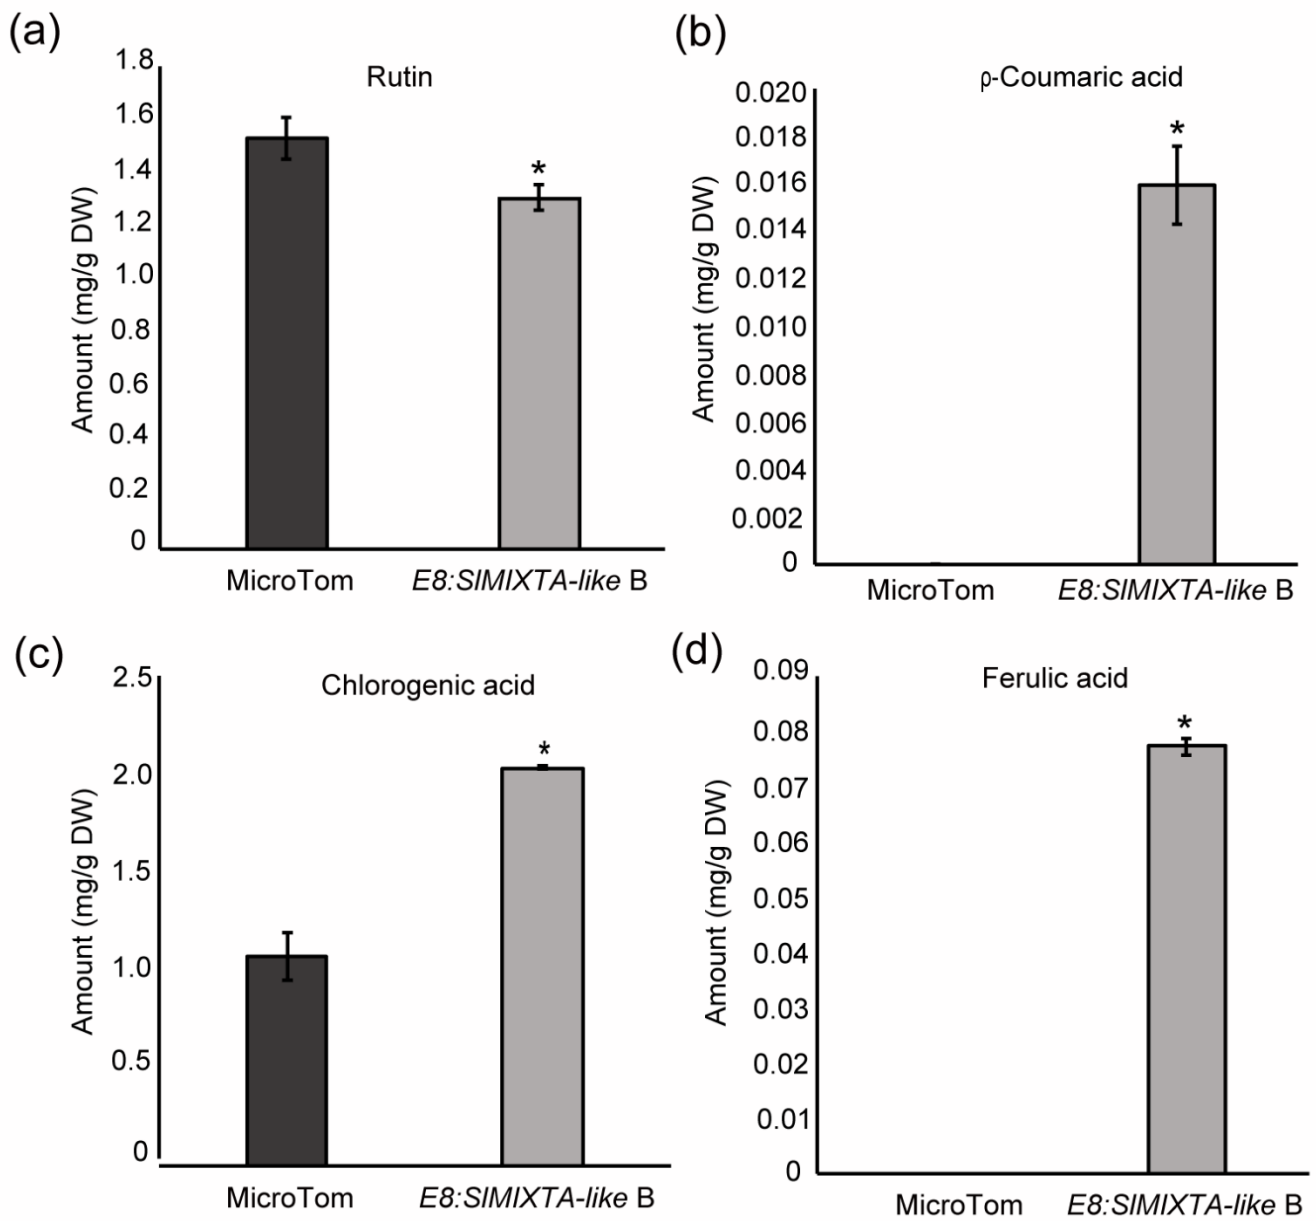 (a)
Rutin
Amount (mg/g DW)
1.8
1.6
1.4
1.2
1.0
0.8
0.6
0.4
0.2
0
*
MicroTom
E8:SlMIXTA-like B
(b)
ρ-Coumaric acid
Amount (mg/g DW)
0.020
0.018
0.016
0.014
0.012
0.010
0.008
0.006
0.004
0.002
0
*
MicroTom
E8:SlMIXTA-like B
(c)
Chlorogenic acid
Amount (mg/g DW)
2.5
2.0
1.5
1.0
0.5
0
*
MicroTom
E8:SlMIXTA-like B
(d)
Ferulic acid
Amount (mg/g DW)
0.09
0.08
0.07
0.06
0.05
0.04
0.03
0.02
0.01
0
*
MicroTom
E8:SlMIXTA-like B